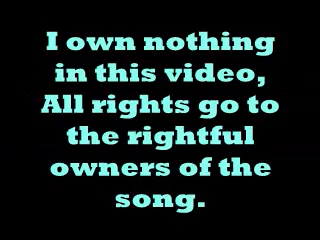 I own nothing
in this video,
All rights go to
the rightful
owners of the
song.